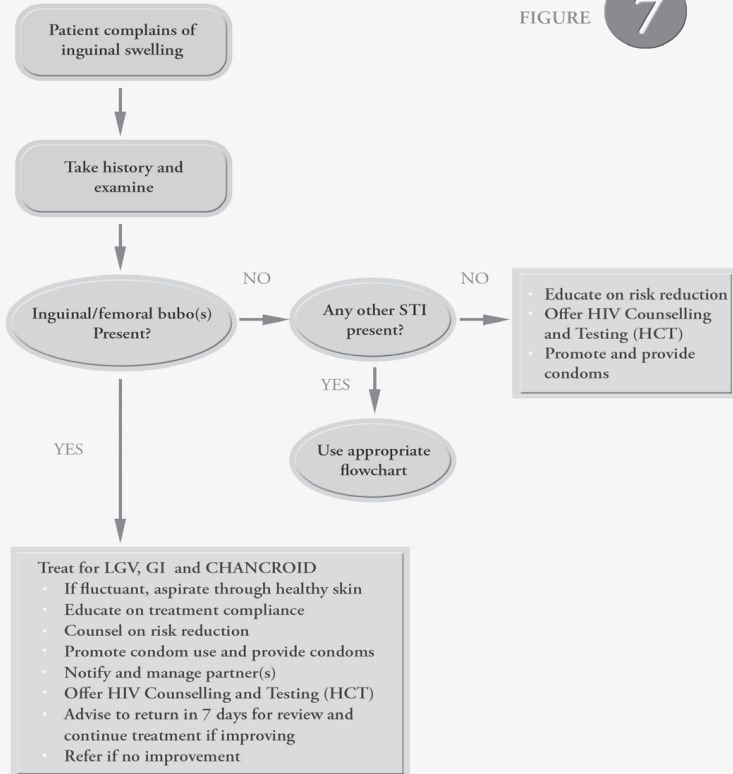 FIGURE 7
Patient complains of
inguinal swelling
Take history and
examine
Inguinal/femoral bubo(s)
Present?
NO
Any other STI
present?
NO
• Educate on risk reduction
• Offer HIV Counselling
and Testing (HCT)
• Promote and provide
condoms
YES
Use appropriate
flowchart
YES
Treat for LGV, GI and CHANCROID
• If fluctuant, aspirate through healthy skin
• Educate on treatment compliance
• Counsel on risk reduction
• Promote condom use and provide condoms
• Notify and manage partner(s)
• Offer HIV Counselling and Testing (HCT)
• Advise to return in 7 days for review and
continue treatment if improving
• Refer if no improvement